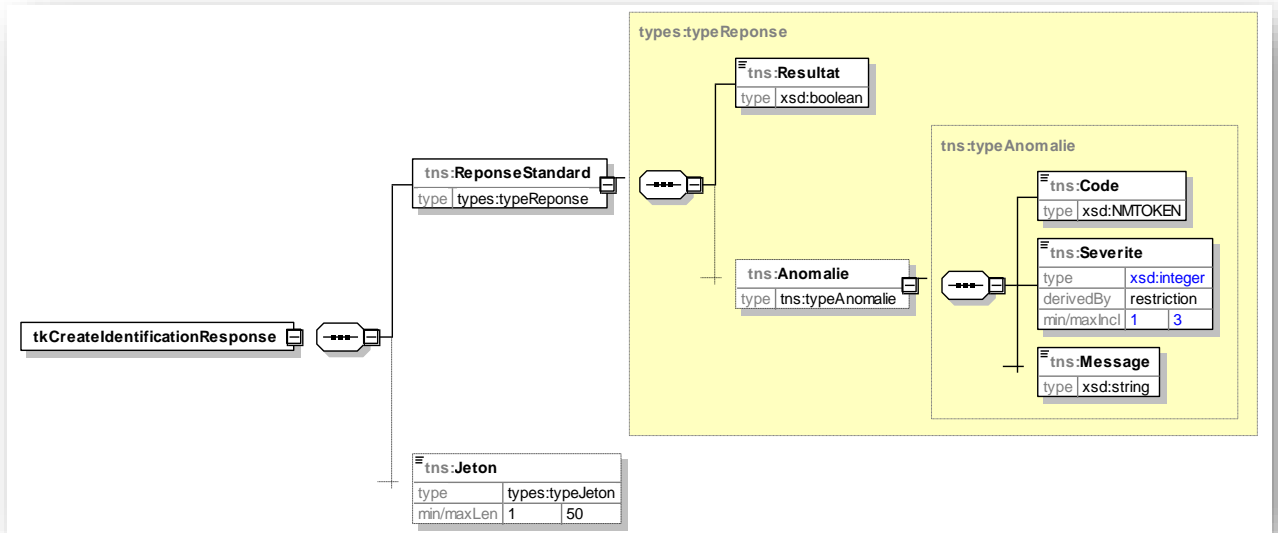 types:typeReponse
tns:Resultat
type xsd:boolean
tns:typeAnomalie
tns:ReponseStandard
type types:typeReponse
tns:Code
type xsd:NMTOKEN
tns:Severite
type xsd:integer
derivedBy restriction
min/maxIncl 1 3
tns:Anomalie
type tns:typeAnomalie
tkCreateIdentificationResponse
tns:Message
type xsd:string
tns:Jeton
type types:typeJeton
min/maxLen 1 50